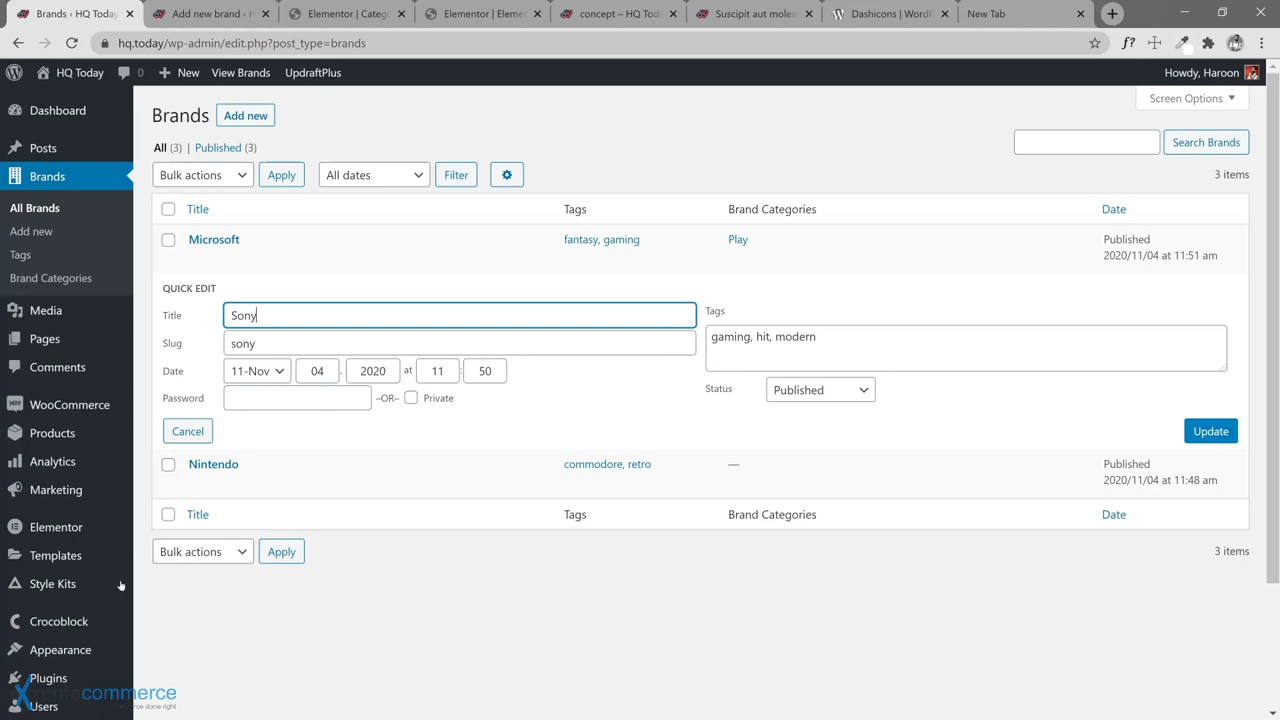 Brands ‹ HQ Today
Add new brand ‹ H
Elementor | Categ
Elementor | Eleme
concept – HQ Toda
Suscipit aut moles
Dashicons | WordP
New Tab
hq.today/wp-admin/edit.php?post_type=brands
f?
HQ Today
0
New
View Brands
UpdraftPlus
Howdy, Haroon
Dashboard
Posts
Brands
All Brands
Add new
Tags
Brand Categories
Media
Pages
Comments
WooCommerce
Products
Analytics
Marketing
Elementor
Templates
Style Kits
Crocoblock
Appearance
Plugins
Users
Brands
Add new
Screen Options
All (3) | Published (3)
Search Brands
Bulk actions
Apply
All dates
Filter
3 items
Title
Tags
Brand Categories
Date
Microsoft
fantasy, gaming
Play
Published
2020/11/04 at 11:51 am
QUICK EDIT
Title
Sony
Slug
sony
Date
11-Nov
04
,
2020
at
11
:
50
Password
–OR–
Private
Tags
gaming, hit, modern
Status
Published
Cancel
Update
Nintendo
commodore, retro
—
Published
2020/11/04 at 11:48 am
Title
Tags
Brand Categories
Date
Bulk actions
Apply
3 items
Xtremecommerce